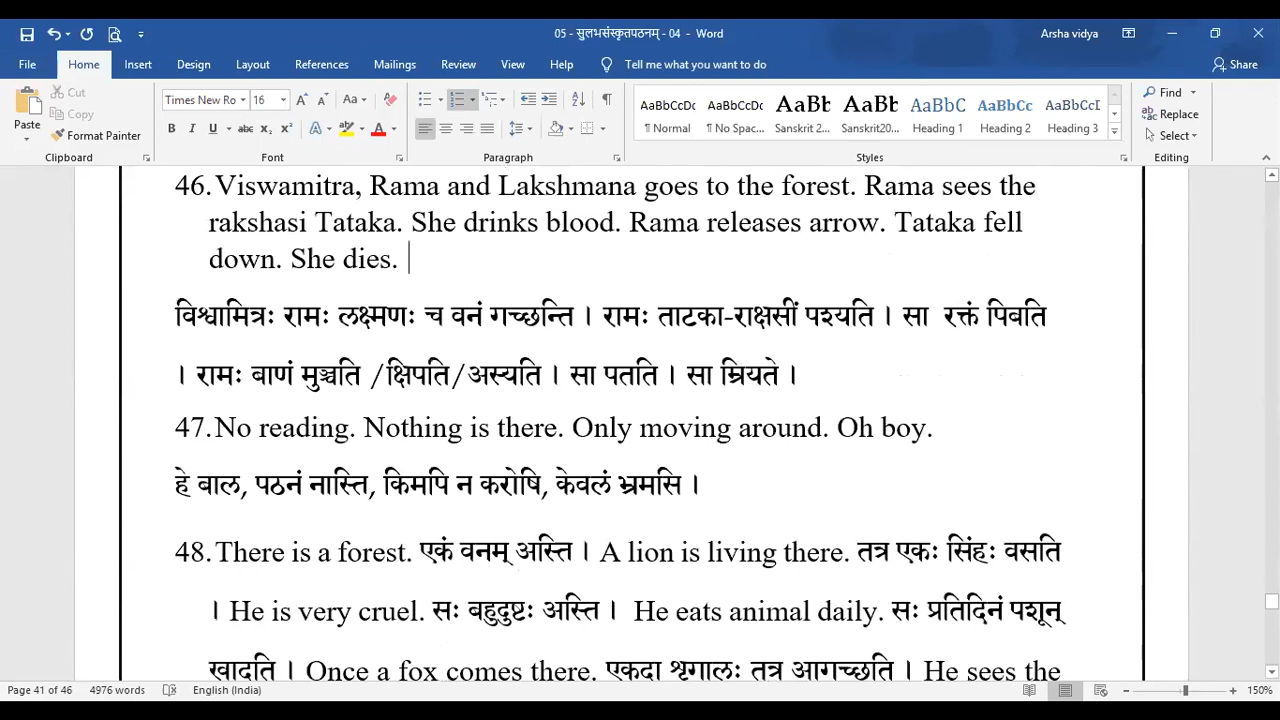 05 - सुलभसंस्कृतपठनम् - 04 - Word
Arsha vidya
File Home Insert Design Layout References Mailings Review View Help Tell me what you want to do Share
Paste
Cut
Copy
Format Painter
Clipboard
Times New Ro 16
Font
Paragraph
AaBbCcDc AaBbCcDc AaBb AaBb AaBbC AaBbCc AaBbCcI
¶ Normal ¶ No Spac... Sanskrit 2... Sanskrit20... Heading 1 Heading 2 Heading 3
Styles
Find
Replace
Select
Editing
46. Viswamitra, Rama and Lakshmana goes to the forest. Rama sees the
rakshasi Tataka. She drinks blood. Rama releases arrow. Tataka fell
down. She dies.
विश्वामित्रः रामः लक्ष्मणः च वनं गच्छन्ति । रामः ताटका-राक्षसीं पश्यति । सा रक्तं पिबति
। रामः बाणं मुञ्चति /क्षिपति/अस्यति । सा पतति । सा म्रियते ।
47. No reading. Nothing is there. Only moving around. Oh boy.
हे बाल, पठनं नास्ति, किमपि न करोषि, केवलं भ्रमसि ।
48. There is a forest. एकं वनम् अस्ति । A lion is living there. तत्र एकः सिंहः वसति
। He is very cruel. सः बहुदुष्टः अस्ति । He eats animal daily. सः प्रतिदिनं पशून्
खादति । Once a fox comes there. एकदा शृगालः तत्र आगच्छति । He sees the
Page 41 of 46 4976 words English (India) 150%